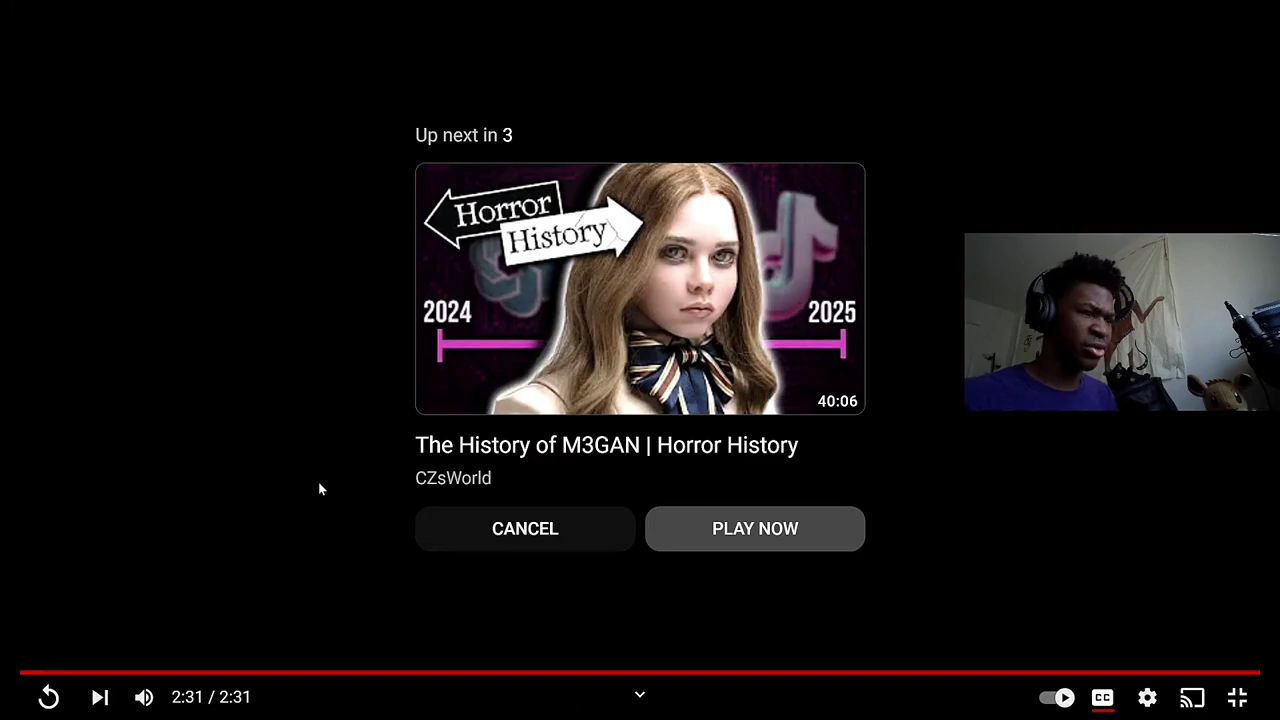 Up next in 3
Horror
History
2024
2025
40:06
The History of M3GAN | Horror History
CZsWorld
CANCEL
PLAY NOW
2:31 / 2:31
CC